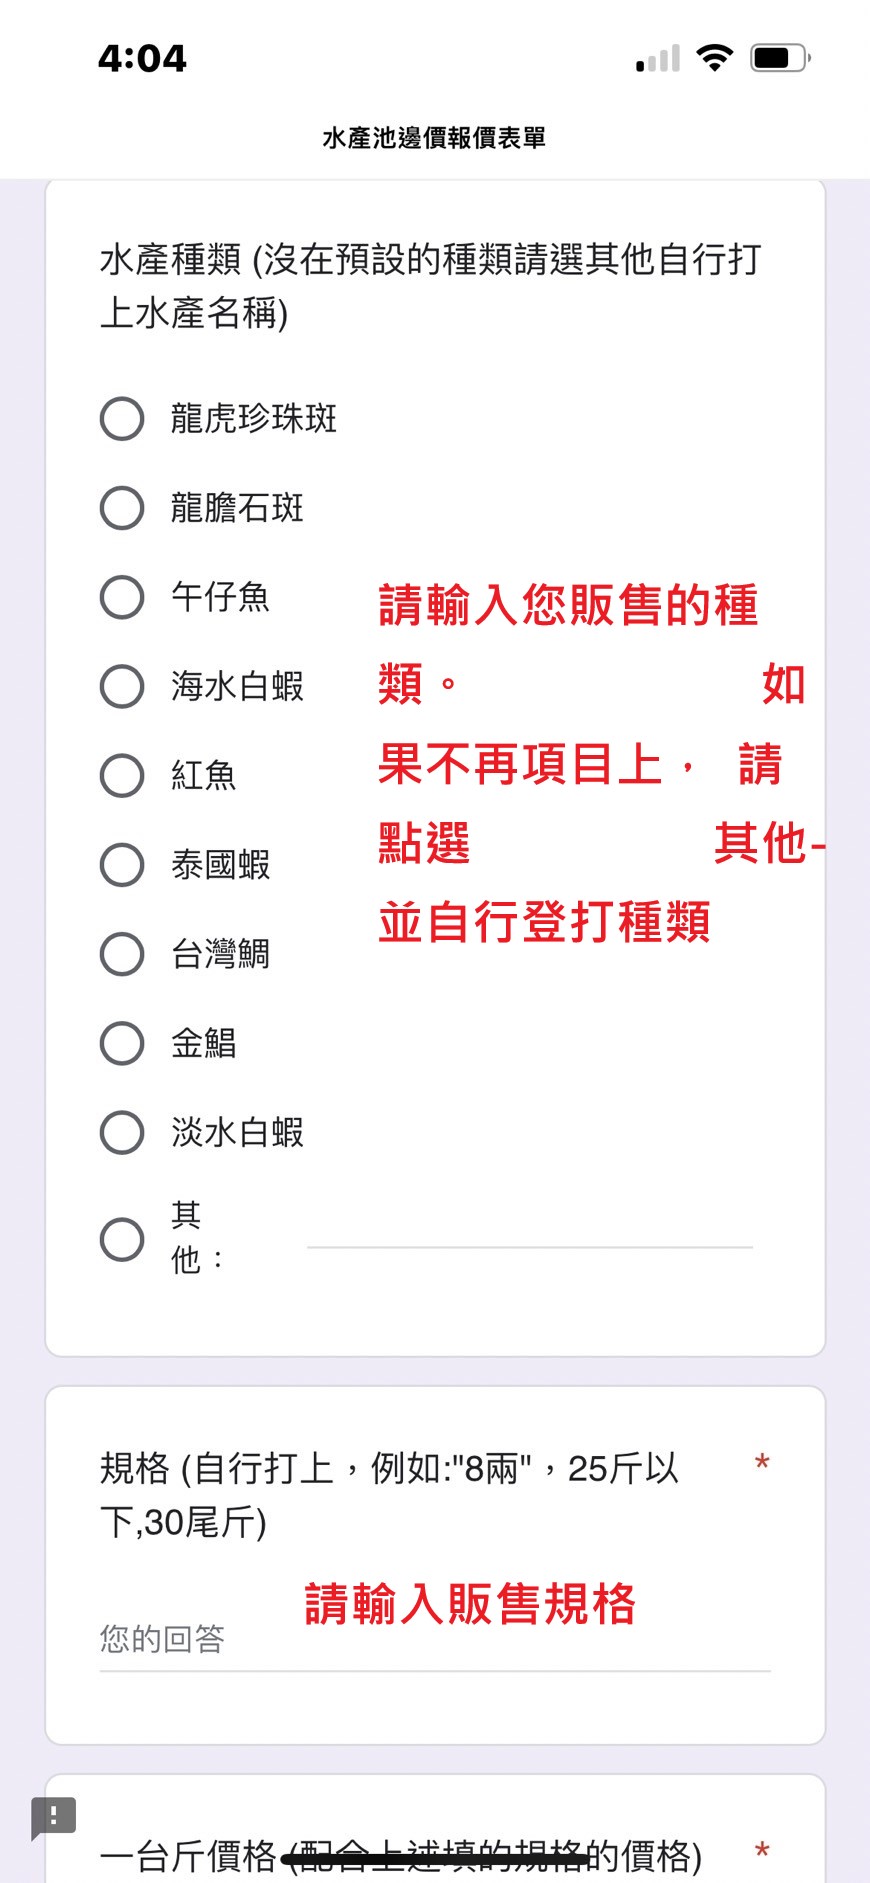 4:04
水產池邊價報價表單
水產種類 (沒在預設的種類請選其他自行打
上水產名稱)
龍虎珍珠斑
龍膽石斑
午仔魚
海水白蝦
紅魚
泰國蝦
台灣鯛
金鯧
淡水白蝦
其
他：
請輸入您販售的種
類。 如
果不再項目上， 請
點選 其他-
並自行登打種類
規格 (自行打上，例如:"8兩"，25斤以 *
下,30尾斤)
請輸入販售規格
您的回答
一台斤價格 (配合上述填的規格的價格) *